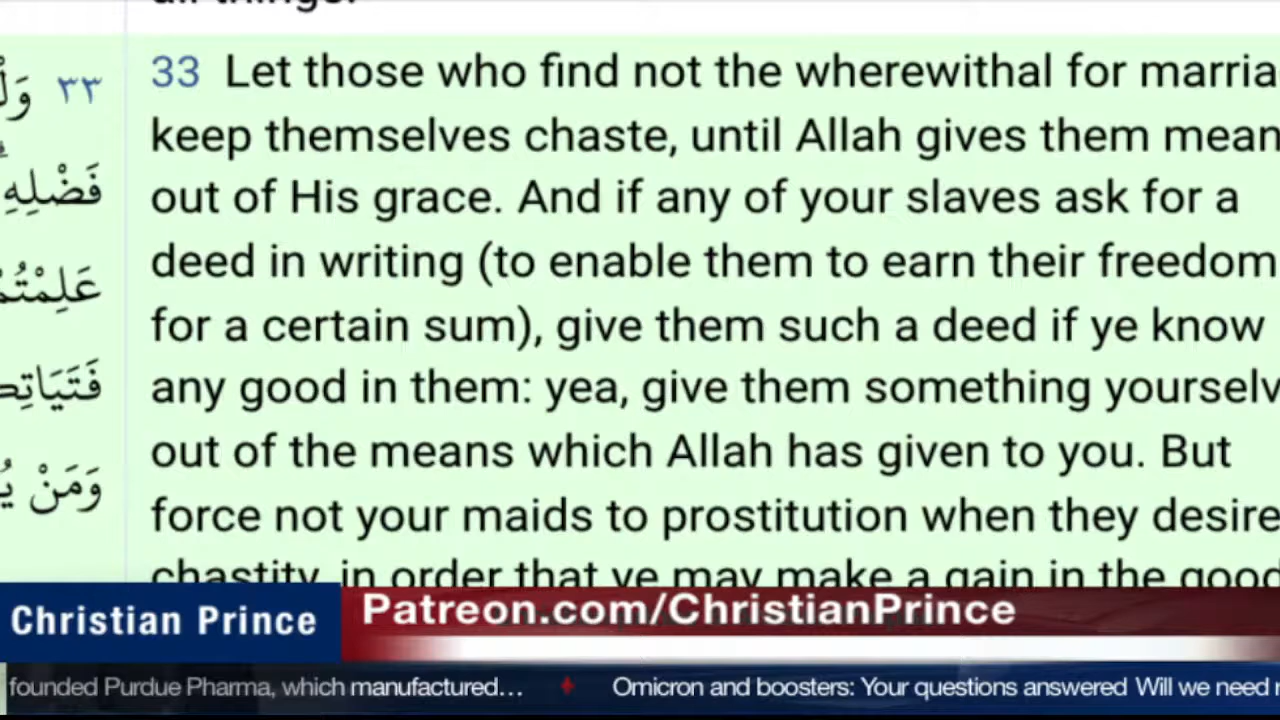 33 Let those who find not the wherewithal for marria
keep themselves chaste, until Allah gives them mean
out of His grace. And if any of your slaves ask for a
deed in writing (to enable them to earn their freedom
for a certain sum), give them such a deed if ye know
any good in them: yea, give them something yourselv
out of the means which Allah has given to you. But
force not your maids to prostitution when they desire
chastity, in order that ye may make a gain in the good
٣٣ وَلْ
فَضْلِهِ
عَلِمْتُمْ
فَتَيَاتِكُ
وَمَنْ يُ
Christian Prince
Patreon.com/ChristianPrince
founded Purdue Pharma, which manufactured... Omicron and boosters: Your questions answered Will we need